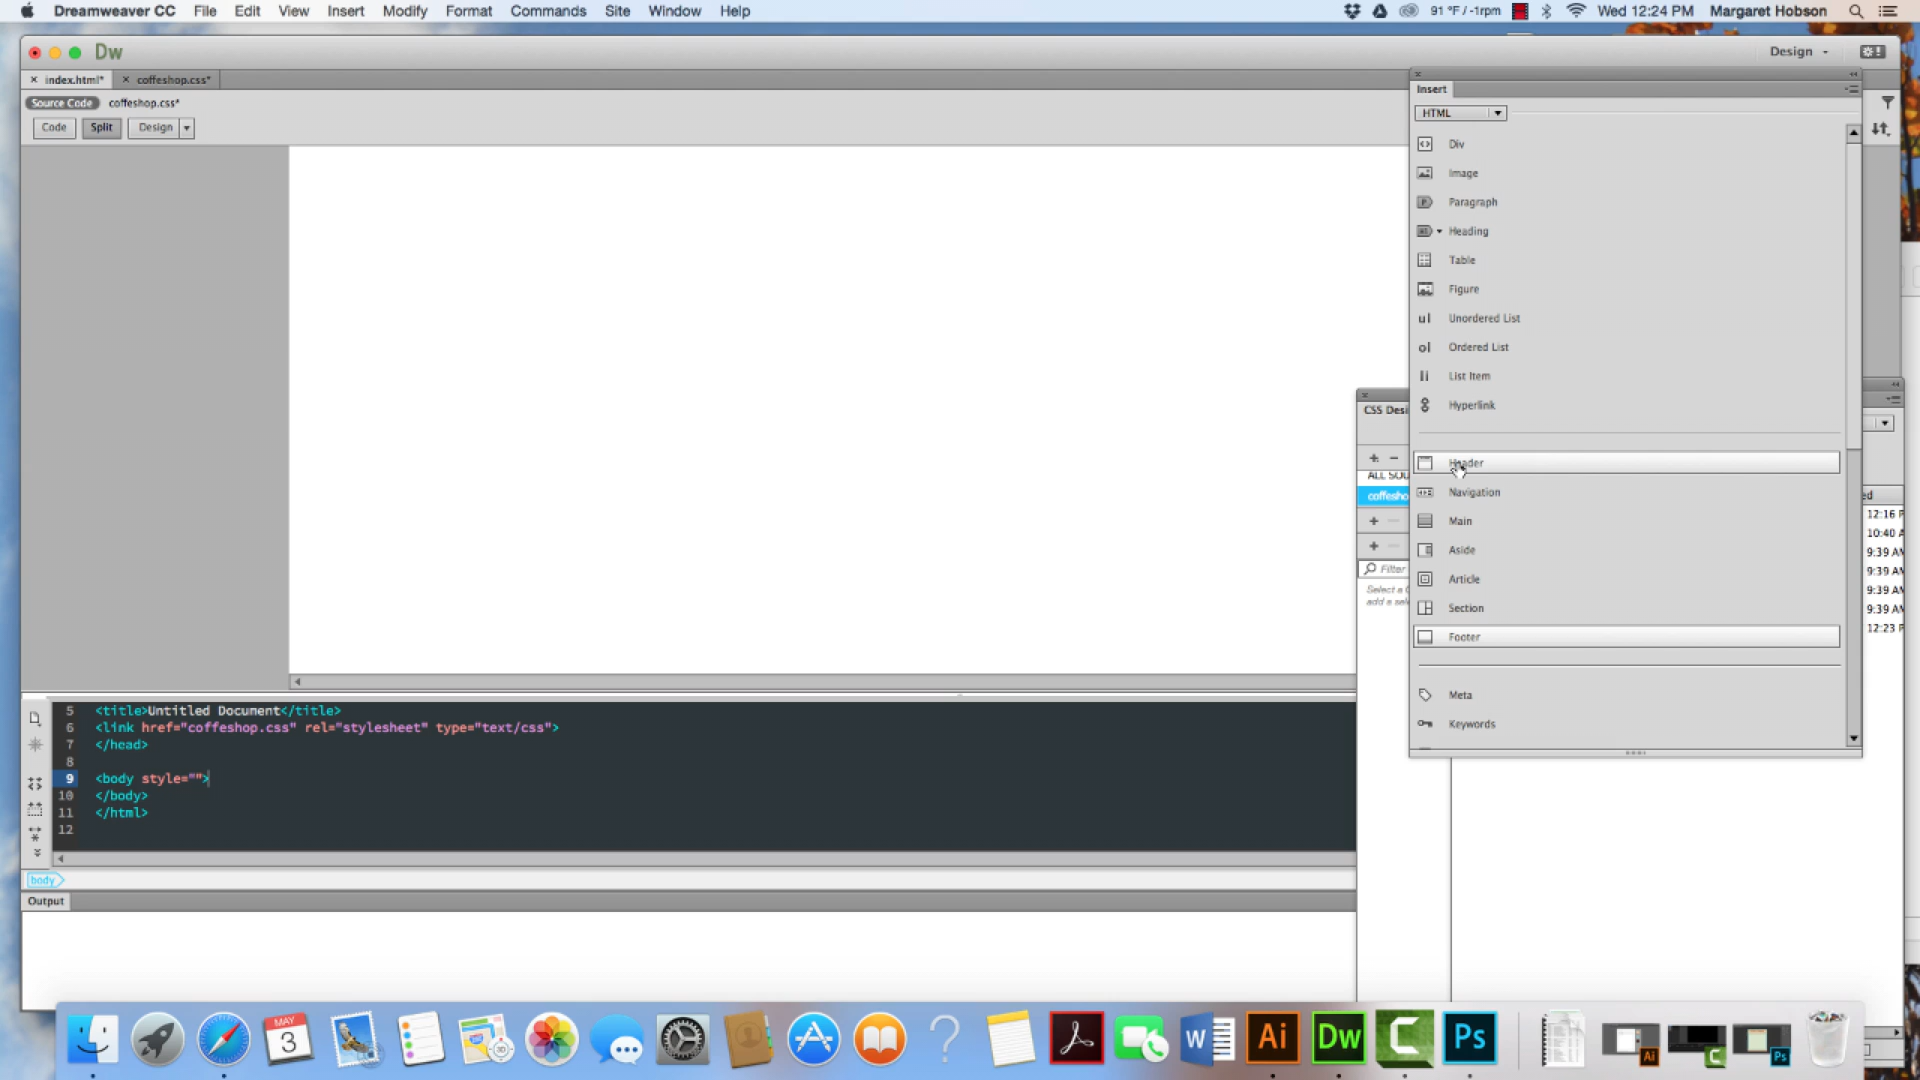 Dreamweaver CC File Edit View Insert Modify Format Commands Site Window Help 91 °F / -1rpm Wed 12:24 PM Margaret Hobson
Dw Design
index.html* coffeshop.css*
Source Code coffeshop.css*
Code Split Design
Insert
HTML
Div
Image
Paragraph
Heading
Table
Figure
ul Unordered List
ol Ordered List
li List Item
Hyperlink
CSS Desi
Header
Navigation
Main
Aside
Article
Section
Footer
Meta
Keywords
ALL SOU
coffesho
Filter
Select a C
add a sele
ed
12:16 P
10:40 A
9:39 AM
9:39 AM
9:39 AM
9:39 AM
12:23 P
5 <title>Untitled Document</title>
6 <link href="coffeshop.css" rel="stylesheet" type="text/css">
7 </head>
8
9 <body style="">
10 </body>
11 </html>
12
body
Output
MAY
3
W
Ai
Dw
C
Ps
Ai
C
Ps